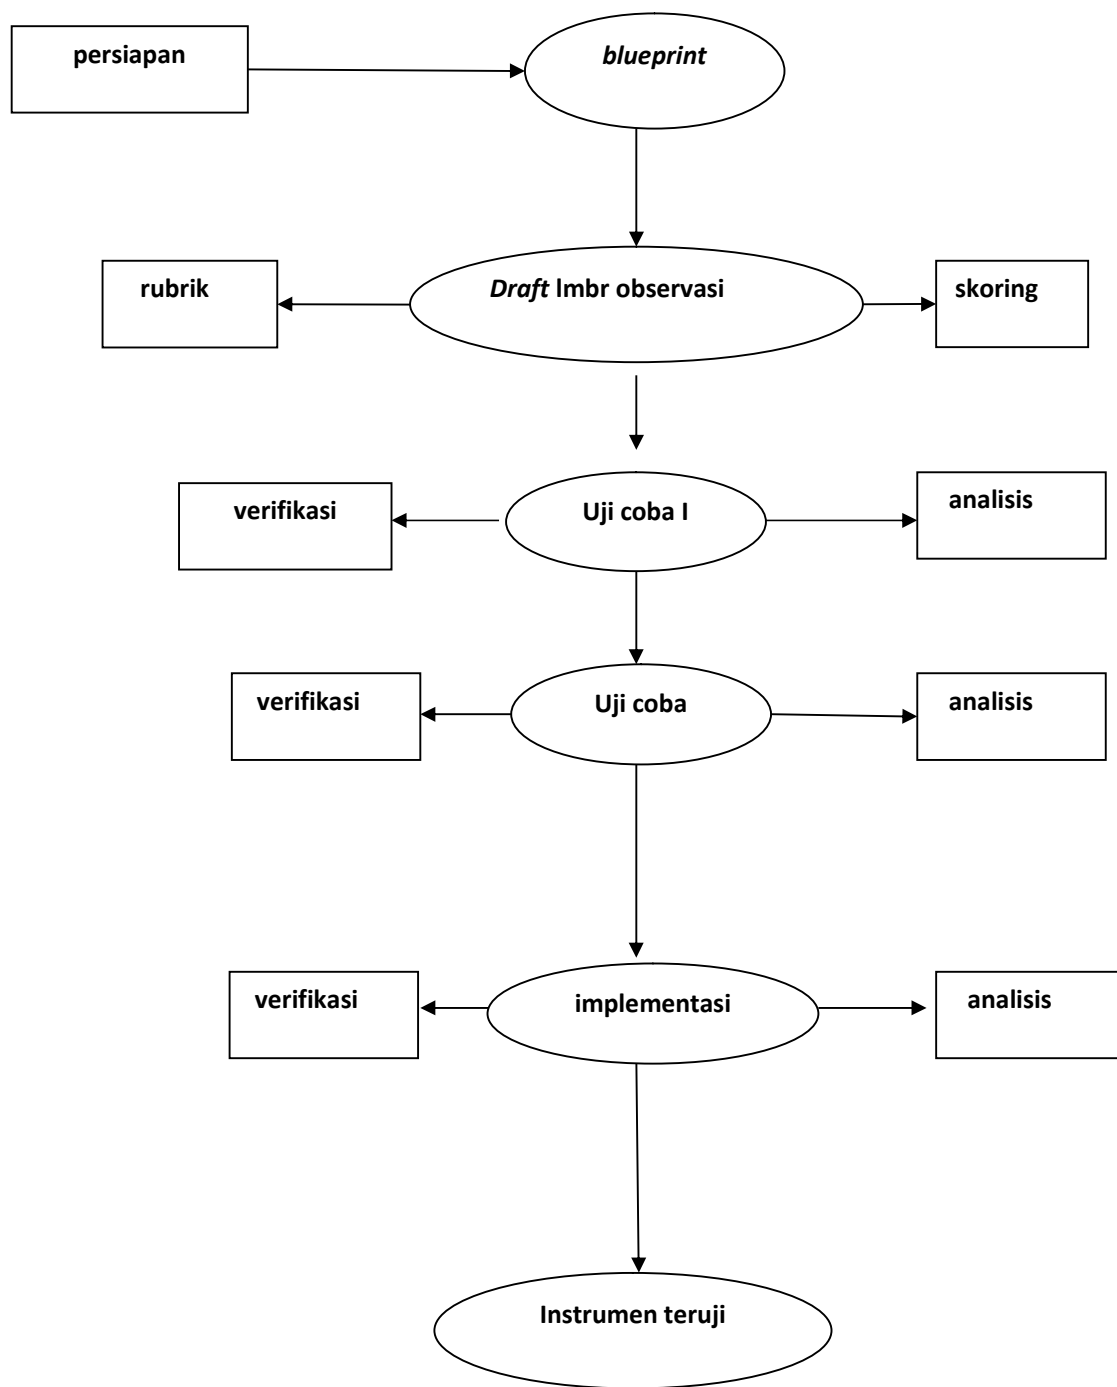 persiapan
blueprint
rubrik
Draft lmbr observasi
skoring
verifikasi
Uji coba I
analisis
verifikasi
Uji coba
analisis
verifikasi
implementasi
analisis
Instrumen teruji